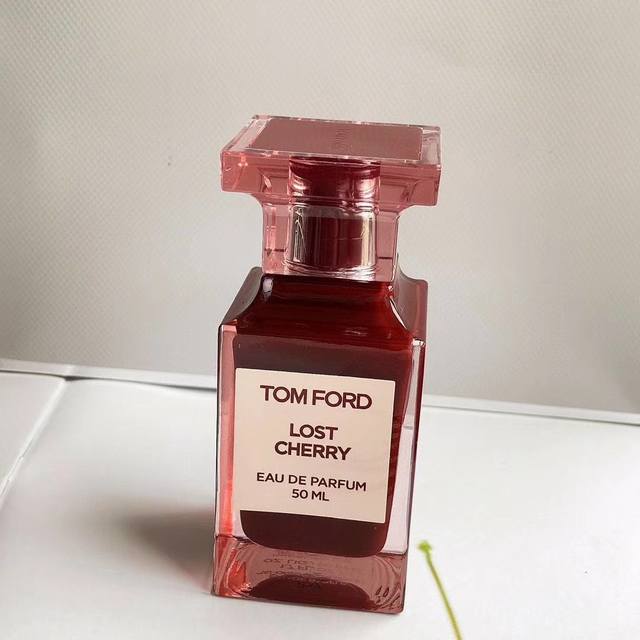 TOM FORD
LOST
CHERRY
EAU DE PARFUM
50 ML